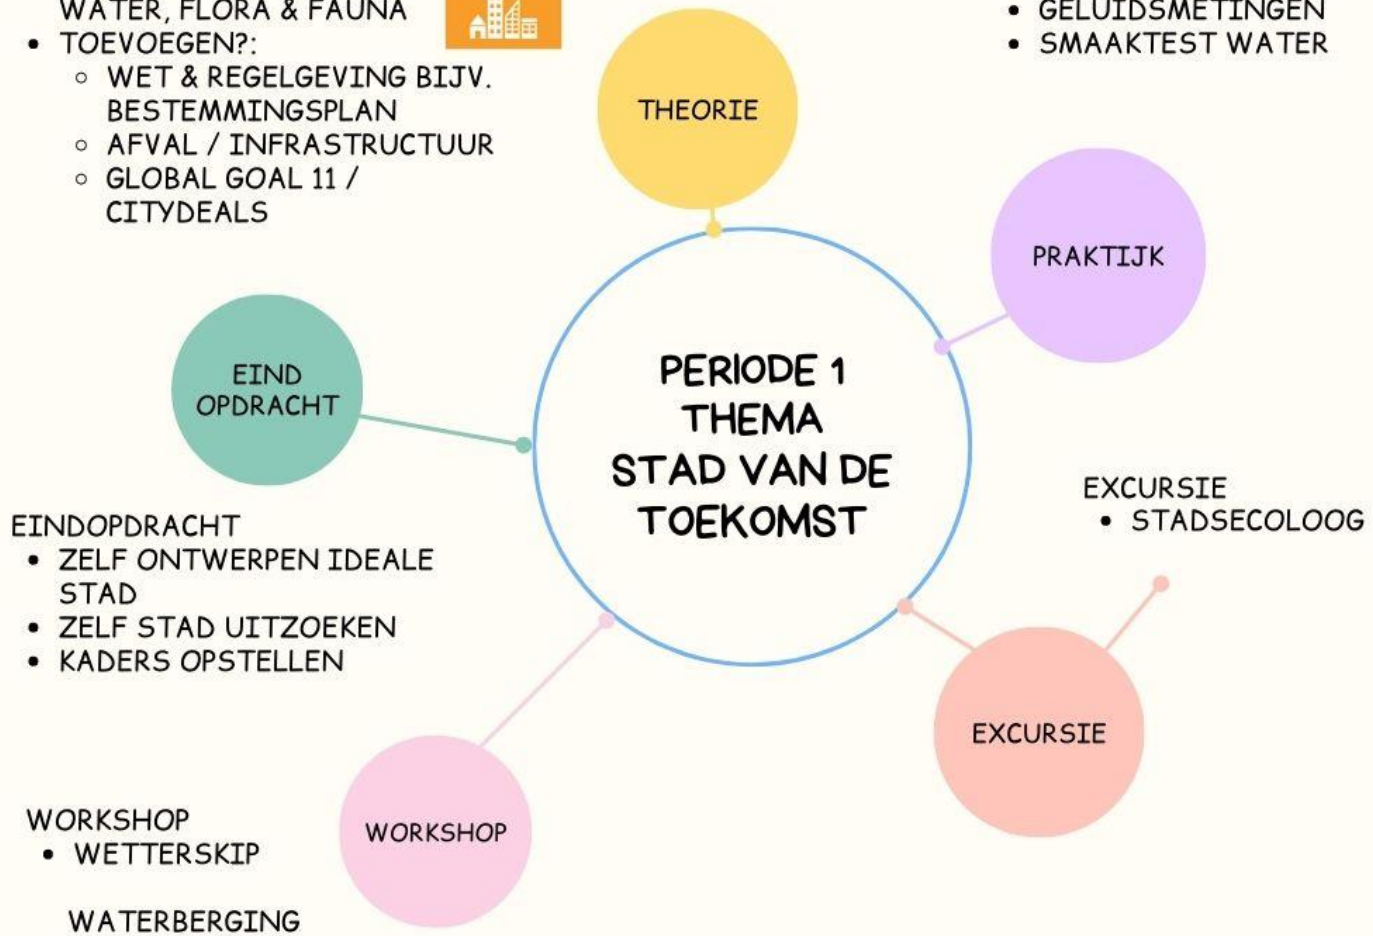 WATER, FLORA & FAUNA
• TOEVOEGEN?:
○ WET & REGELGEVING BIJV.
BESTEMMINGSPLAN
○ AFVAL / INFRASTRUCTUUR
○ GLOBAL GOAL 11 /
CITYDEALS
THEORIE
• GELUIDSMETINGEN
• SMAAKTEST WATER
PRAKTIJK
EIND
OPDRACHT
PERIODE 1
THEMA
STAD VAN DE
TOEKOMST
EXCURSIE
• STADSECOLOOG
EINDOPDRACHT
• ZELF ONTWERPEN IDEALE
STAD
• ZELF STAD UITZOEKEN
• KADERS OPSTELLEN
EXCURSIE
WORKSHOP
• WETTERSKIP
WATERBERGING
WORKSHOP